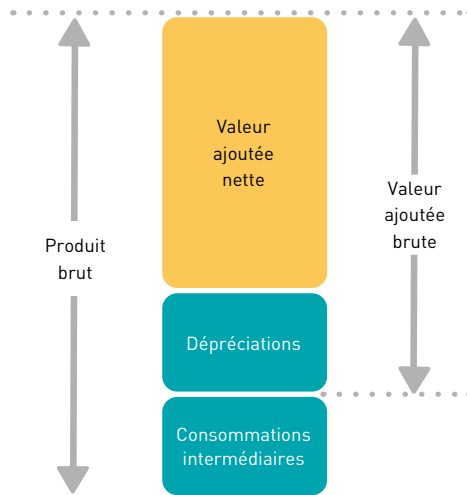 Valeur
ajoutée
nette
Valeur
ajoutée
brute
Produit
brut
Dépréciations
Consommations
intermédiaires